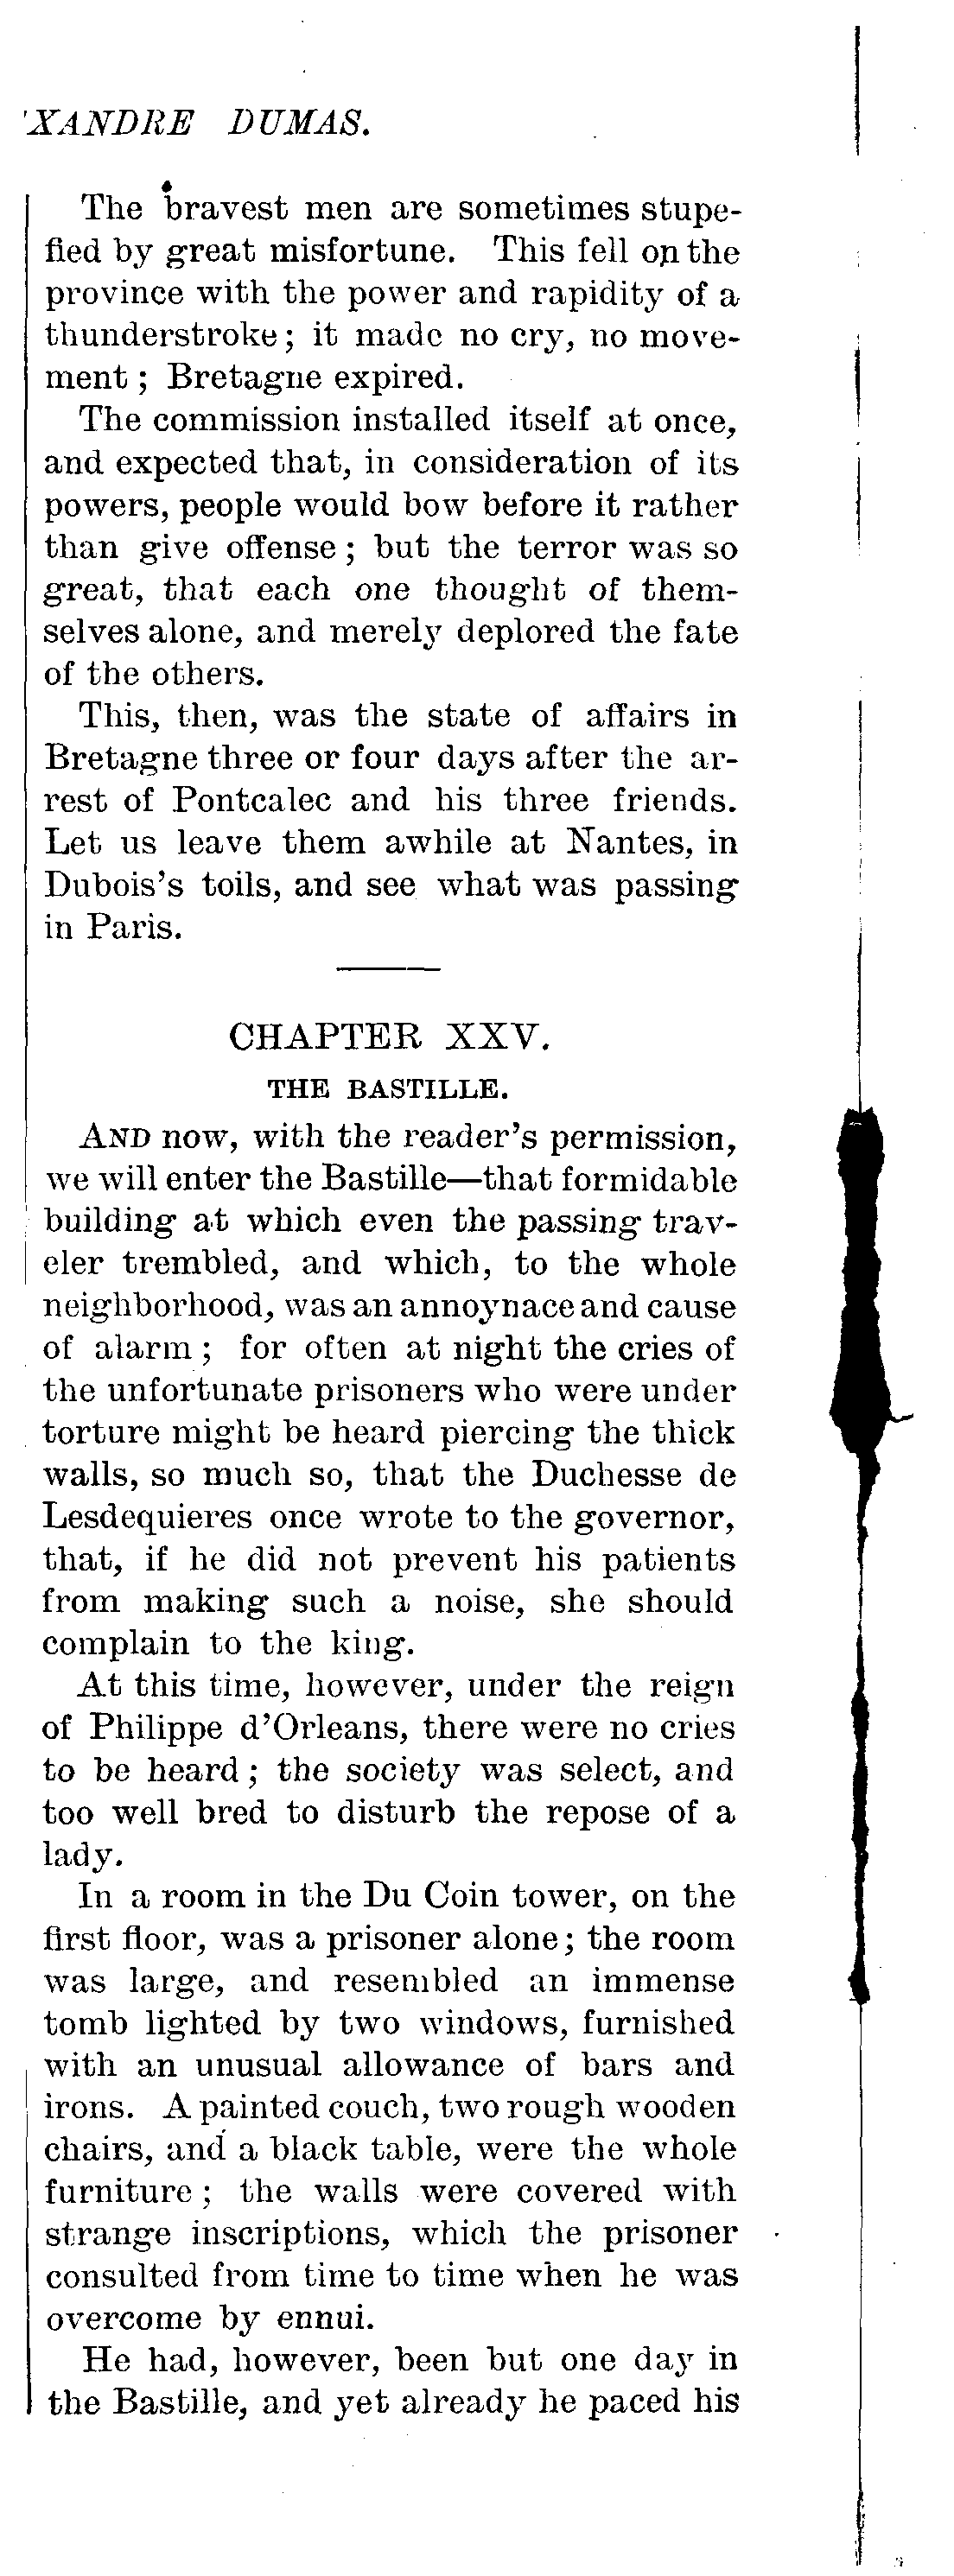 'XANDRE DUMAS.
The bravest men are sometimes stupe-
fied by great misfortune. This fell on the
province with the power and rapidity of a
thunderstroke; it made no cry, no move-
ment; Bretagne expired.
The commission installed itself at once,
and expected that, in consideration of its
powers, people would bow before it rather
than give offense; but the terror was so
great, that each one thought of them-
selves alone, and merely deplored the fate
of the others.
This, then, was the state of affairs in
Bretagne three or four days after the ar-
rest of Pontcalec and his three friends.
Let us leave them awhile at Nantes, in
Dubois's toils, and see what was passing
in Paris.
CHAPTER XXV.
THE BASTILLE.
AND now, with the reader's permission,
we will enter the Bastille—that formidable
building at which even the passing trav-
eler trembled, and which, to the whole
neighborhood, was an annoynace and cause
of alarm; for often at night the cries of
the unfortunate prisoners who were under
torture might be heard piercing the thick
walls, so much so, that the Duchesse de
Lesdequieres once wrote to the governor,
that, if he did not prevent his patients
from making such a noise, she should
complain to the king.
At this time, however, under the reign
of Philippe d'Orleans, there were no cries
to be heard; the society was select, and
too well bred to disturb the repose of a
lady.
In a room in the Du Coin tower, on the
first floor, was a prisoner alone; the room
was large, and resembled an immense
tomb lighted by two windows, furnished
with an unusual allowance of bars and
irons. A painted couch, two rough wooden
chairs, and a black table, were the whole
furniture; the walls were covered with
strange inscriptions, which the prisoner
consulted from time to time when he was
overcome by ennui.
He had, however, been but one day in
the Bastille, and yet already he paced his